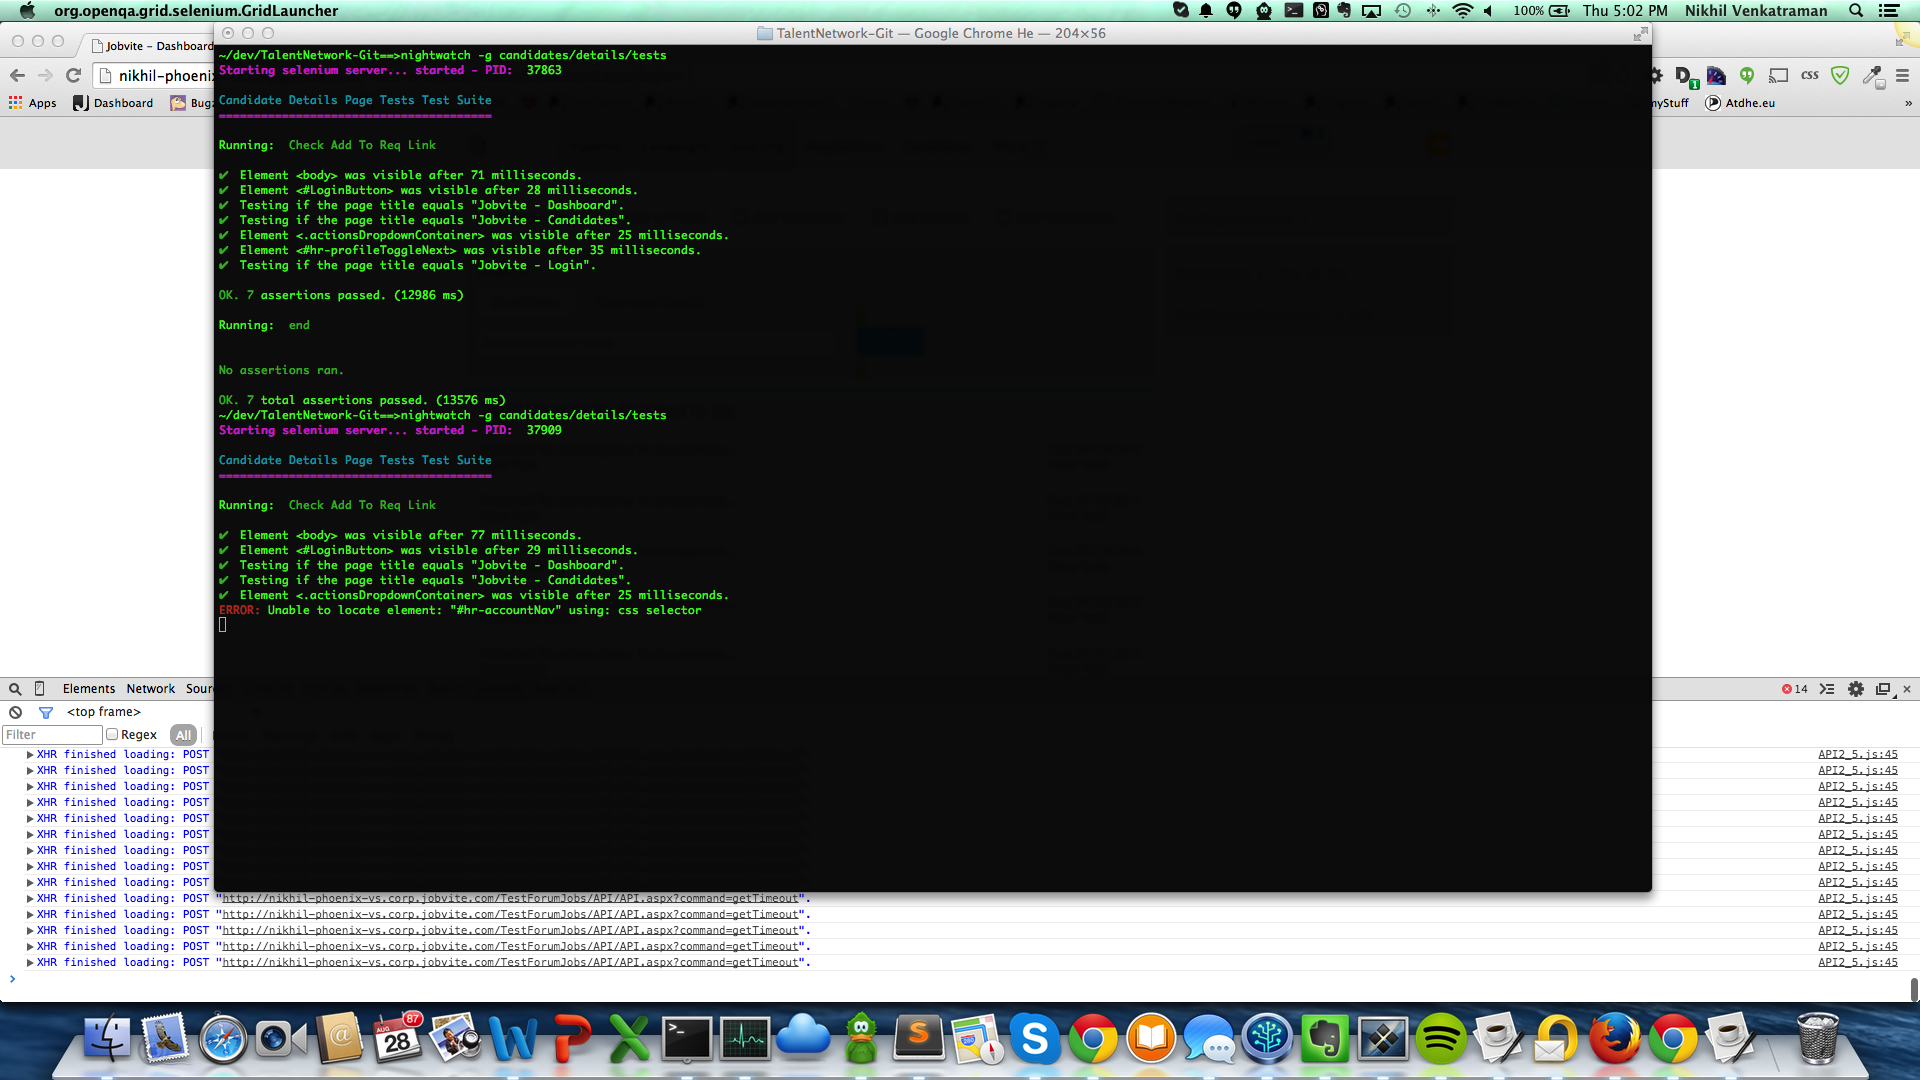 org.openqa.grid.selenium.GridLauncher
100%
Thu 5:02 PM
Nikhil Venkatraman
Jobvite - Dashboard
TalentNetwork-Git — Google Chrome He — 204×56
nikhil-phoenix
css
Apps
Dashboard
Bug
myStuff
Atdhe.eu
»
~/dev/TalentNetwork-Git==>nightwatch -g candidates/details/tests
Starting selenium server... started - PID:  37863
Candidate Details Page Tests Test Suite
=======================================
Running:  Check Add To Req Link
✔  Element <body> was visible after 71 milliseconds.
✔  Element <#LoginButton> was visible after 28 milliseconds.
✔  Testing if the page title equals "Jobvite - Dashboard".
✔  Testing if the page title equals "Jobvite - Candidates".
✔  Element <.actionsDropdownContainer> was visible after 25 milliseconds.
✔  Element <#hr-profileToggleNext> was visible after 35 milliseconds.
✔  Testing if the page title equals "Jobvite - Login".
OK. 7 assertions passed. (12986 ms)
Running:  end
No assertions ran.
OK. 7 total assertions passed. (13576 ms)
~/dev/TalentNetwork-Git==>nightwatch -g candidates/details/tests
Starting selenium server... started - PID:  37909
Candidate Details Page Tests Test Suite
=======================================
Running:  Check Add To Req Link
✔  Element <body> was visible after 77 milliseconds.
✔  Element <#LoginButton> was visible after 29 milliseconds.
✔  Testing if the page title equals "Jobvite - Dashboard".
✔  Testing if the page title equals "Jobvite - Candidates".
✔  Element <.actionsDropdownContainer> was visible after 25 milliseconds.
ERROR: Unable to locate element: "#hr-accountNav" using: css selector
Elements Network Sour
14
<top frame>
Filter
Regex
All
XHR finished loading: POST API2_5.js:45
XHR finished loading: POST API2_5.js:45
XHR finished loading: POST API2_5.js:45
XHR finished loading: POST API2_5.js:45
XHR finished loading: POST API2_5.js:45
XHR finished loading: POST API2_5.js:45
XHR finished loading: POST API2_5.js:45
XHR finished loading: POST API2_5.js:45
XHR finished loading: POST API2_5.js:45
XHR finished loading: POST "http://nikhil-phoenix-vs.corp.jobvite.com/TestForumJobs/API/API.aspx?command=getTimeout". API2_5.js:45
XHR finished loading: POST "http://nikhil-phoenix-vs.corp.jobvite.com/TestForumJobs/API/API.aspx?command=getTimeout". API2_5.js:45
XHR finished loading: POST "http://nikhil-phoenix-vs.corp.jobvite.com/TestForumJobs/API/API.aspx?command=getTimeout". API2_5.js:45
XHR finished loading: POST "http://nikhil-phoenix-vs.corp.jobvite.com/TestForumJobs/API/API.aspx?command=getTimeout". API2_5.js:45
XHR finished loading: POST "http://nikhil-phoenix-vs.corp.jobvite.com/TestForumJobs/API/API.aspx?command=getTimeout". API2_5.js:45
>
AUG
28
87